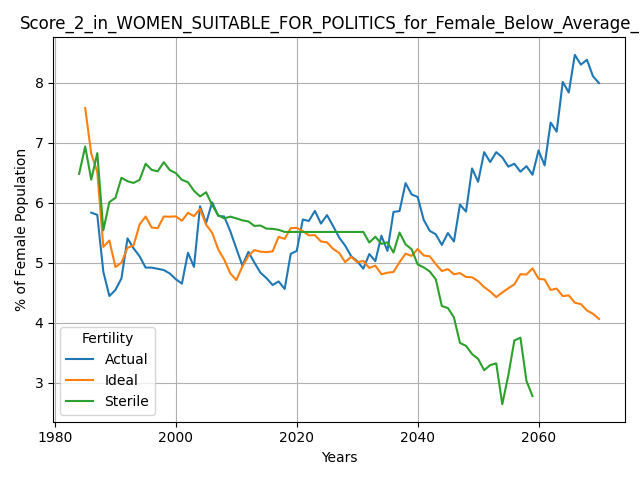 Score_2_in_WOMEN_SUITABLE_FOR_POLITICS_for_Female_Below_Average_
% of Female Population
8
7
6
5
4
3
Fertility
Actual
Ideal
Sterile
1980 2000 2020 2040 2060
Years